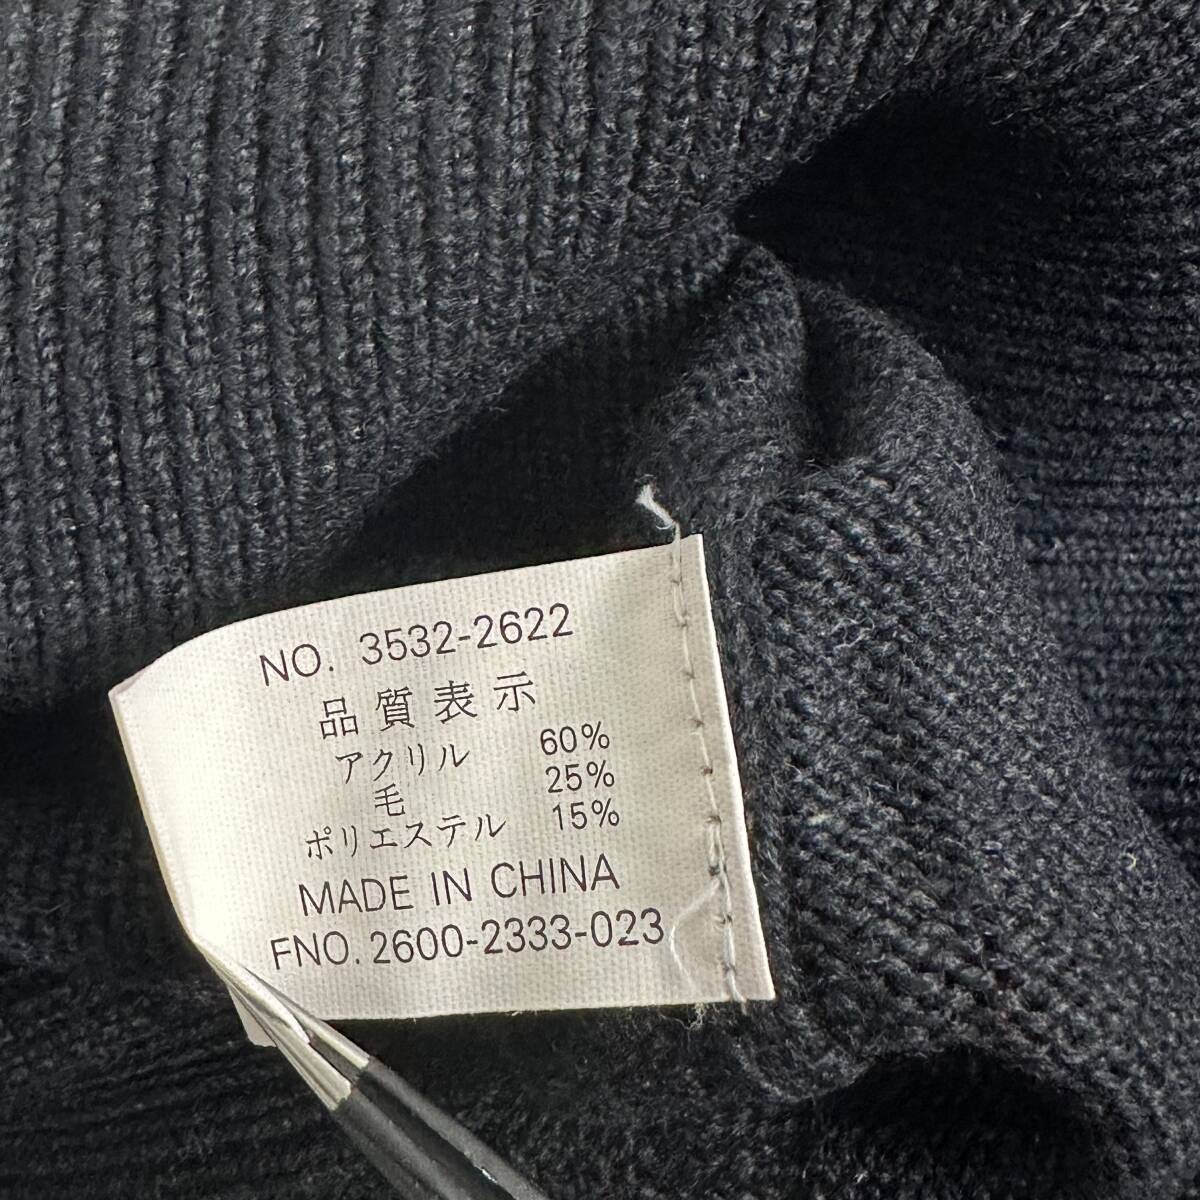 NO. 3532-2622
品質表示
アクリル 60%
毛 25%
ポリエステル 15%
MADE IN CHINA
FNO. 2600-2333-023